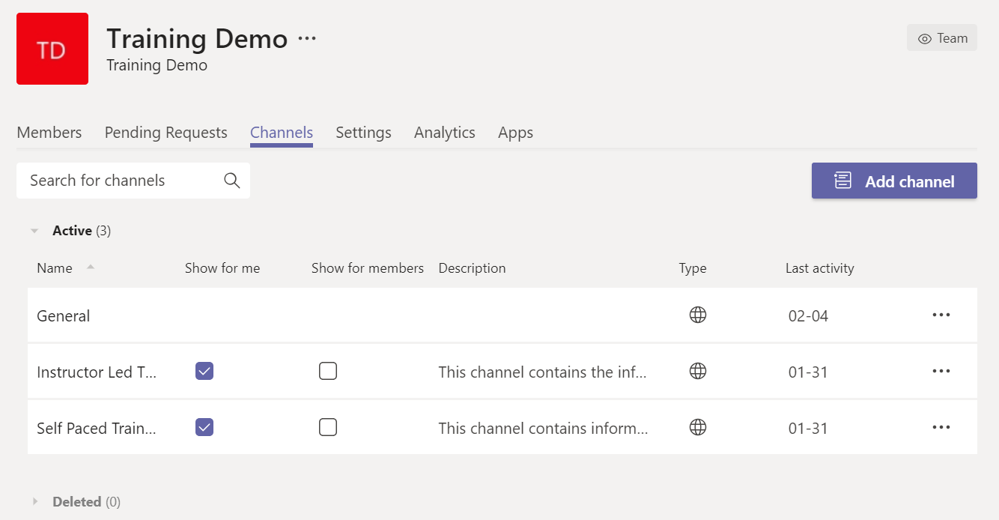 TD
Training Demo ...
Training Demo
Team
Members Pending Requests Channels Settings Analytics Apps
Search for channels
Add channel
Active (3)
Name Show for me Show for members Description Type Last activity
General 02-04 ...
Instructor Led T... This channel contains the inf... 01-31 ...
Self Paced Train... This channel contains inform... 01-31 ...
Deleted (0)